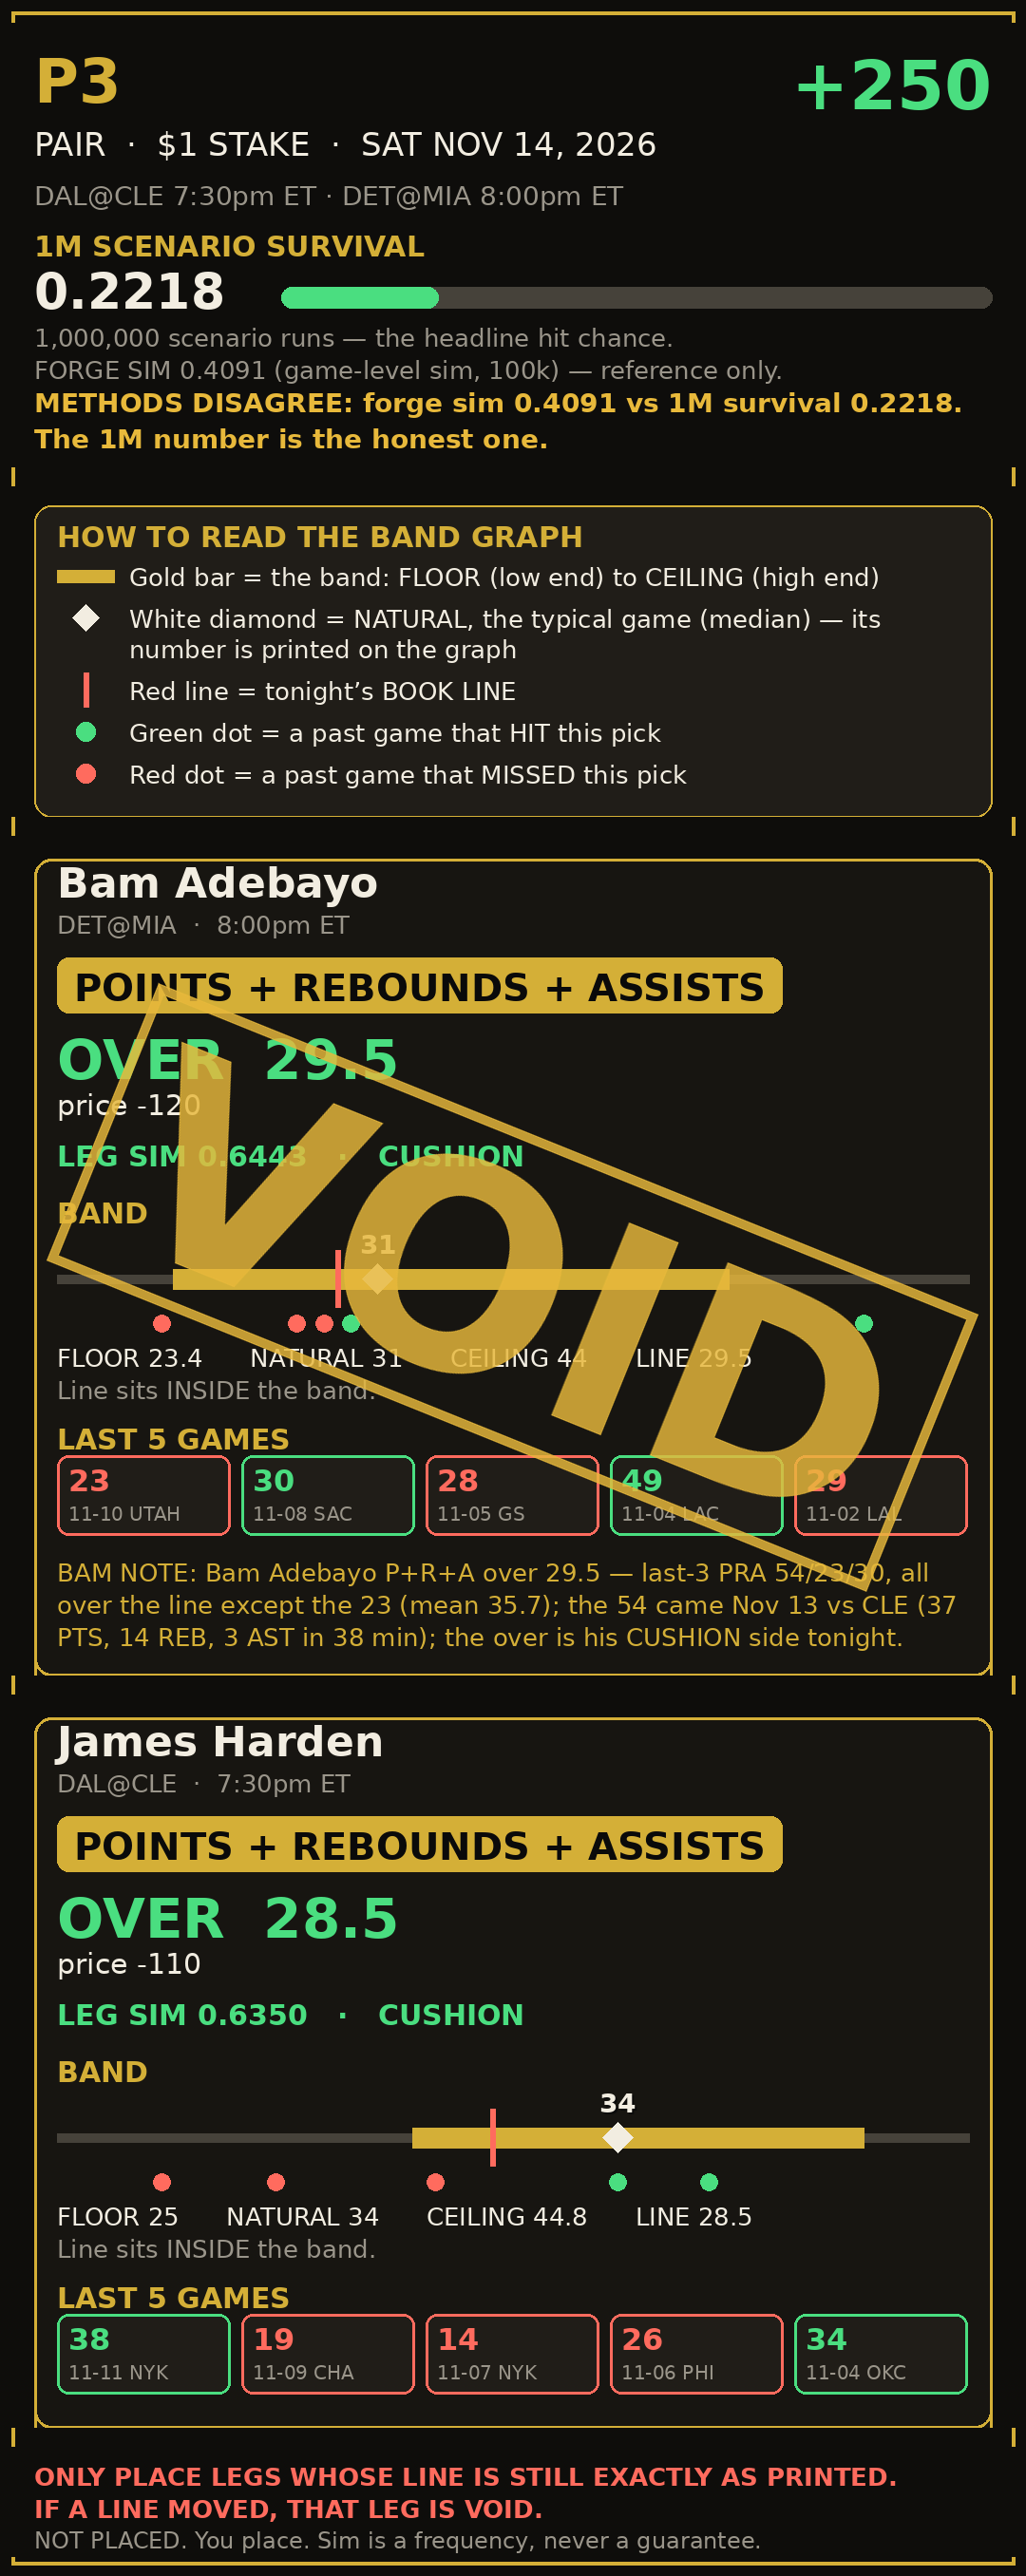 P3
+250
PAIR · $1 STAKE · SAT NOV 14, 2026
DAL@CLE 7:30pm ET · DET@MIA 8:00pm ET
1M SCENARIO SURVIVAL
0.2218
1,000,000 scenario runs — the headline hit chance.
FORGE SIM 0.4091 (game-level sim, 100k) — reference only.
METHODS DISAGREE: forge sim 0.4091 vs 1M survival 0.2218.
The 1M number is the honest one.
HOW TO READ THE BAND GRAPH
Gold bar = the band: FLOOR (low end) to CEILING (high end)
White diamond = NATURAL, the typical game (median) — its
number is printed on the graph
Red line = tonight’s BOOK LINE
Green dot = a past game that HIT this pick
Red dot = a past game that MISSED this pick
Bam Adebayo
DET@MIA · 8:00pm ET
POINTS + REBOUNDS + ASSISTS
OVER 29.5
price -120
LEG SIM 0.6443 · CUSHION
BAND
31
VOID
FLOOR 23.4 NATURAL 31 CEILING 44 LINE 29.5
Line sits INSIDE the band.
LAST 5 GAMES
23 30 28 49 29
11-10 UTAH 11-08 SAC 11-05 GS 11-04 LAC 11-02 LAL
BAM NOTE: Bam Adebayo P+R+A over 29.5 — last-3 PRA 54/23/30, all
over the line except the 23 (mean 35.7); the 54 came Nov 13 vs CLE (37
PTS, 14 REB, 3 AST in 38 min); the over is his CUSHION side tonight.
James Harden
DAL@CLE · 7:30pm ET
POINTS + REBOUNDS + ASSISTS
OVER 28.5
price -110
LEG SIM 0.6350 · CUSHION
BAND
34
FLOOR 25 NATURAL 34 CEILING 44.8 LINE 28.5
Line sits INSIDE the band.
LAST 5 GAMES
38 19 14 26 34
11-11 NYK 11-09 CHA 11-07 NYK 11-06 PHI 11-04 OKC
ONLY PLACE LEGS WHOSE LINE IS STILL EXACTLY AS PRINTED.
IF A LINE MOVED, THAT LEG IS VOID.
NOT PLACED. You place. Sim is a frequency, never a guarantee.